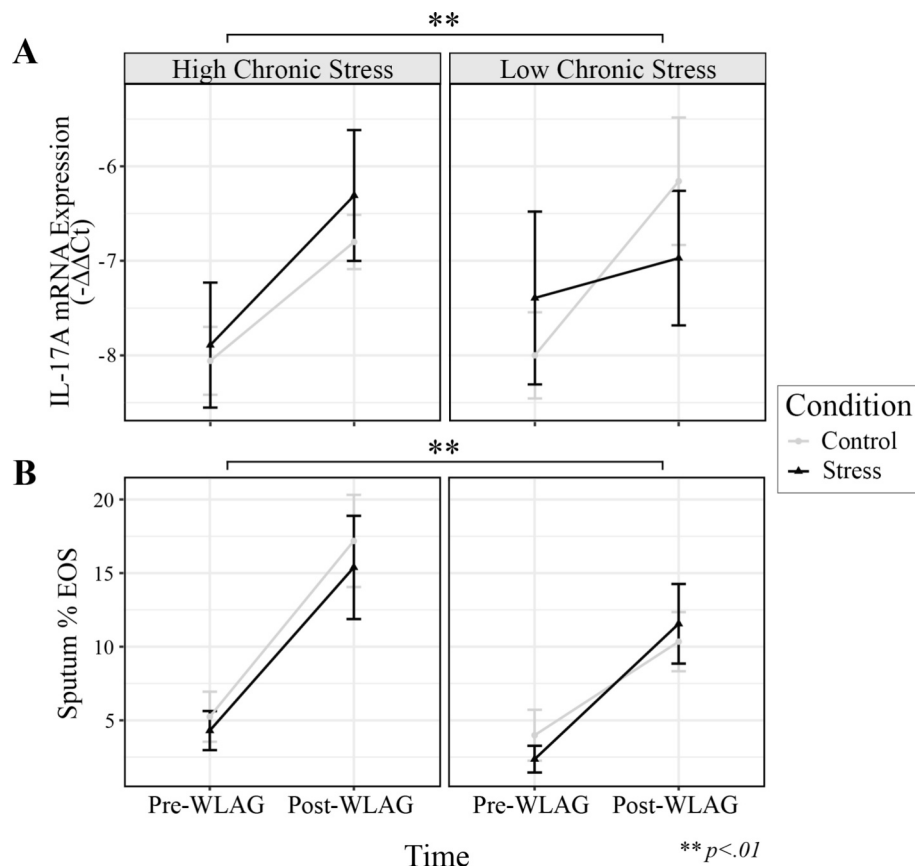 **
A
High Chronic Stress
Low Chronic Stress
IL-17A mRNA Expression
(-ΔΔCt)
-6
-7
-8
Condition
Control
Stress
**
B
Sputum % EOS
20
15
10
5
Pre-WLAG
Post-WLAG
Pre-WLAG
Post-WLAG
Time
** p<.01